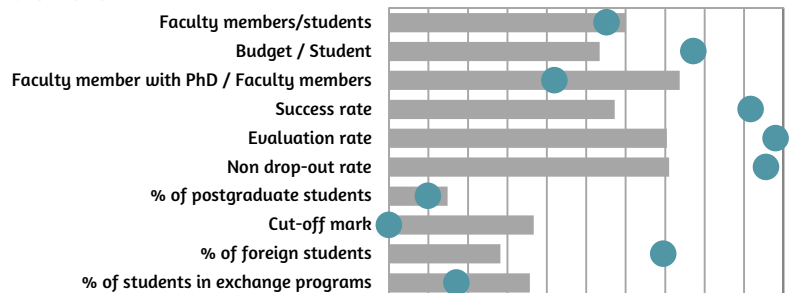 Faculty members/students
Budget / Student
Faculty member with PhD / Faculty members
Success rate
Evaluation rate
Non drop-out rate
% of postgraduate students
Cut-off mark
% of foreign students
% of students in exchange programs